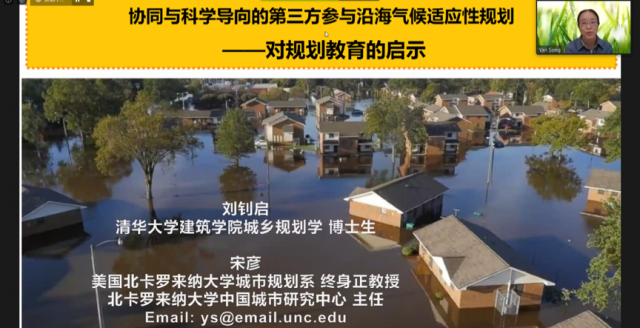 协同与科学导向的第三方参与沿海气候适应性规划
——对规划教育的启示
Yan Song
刘钊启
清华大学建筑学院城乡规划学 博士生
宋彦
美国北卡罗来纳大学城市规划系 终身正教授
北卡罗来纳大学中国城市研究中心 主任
Email: ys@email.unc.edu